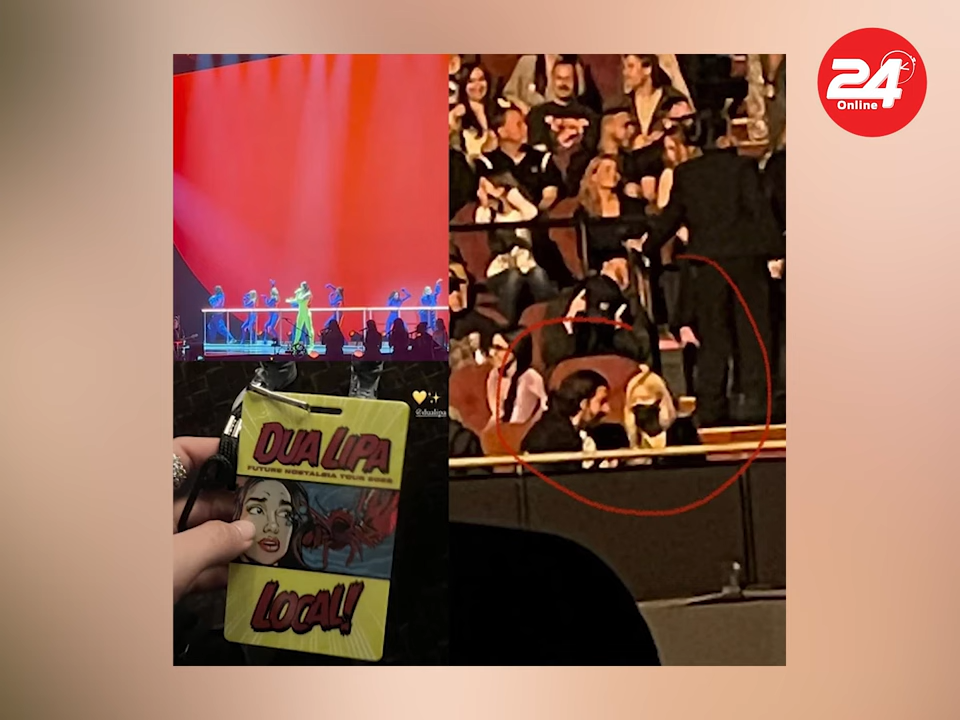 24
Online
@dualipa
DUA LIPA
FUTURE NOSTALGIA TOUR 2022
LOCAL!